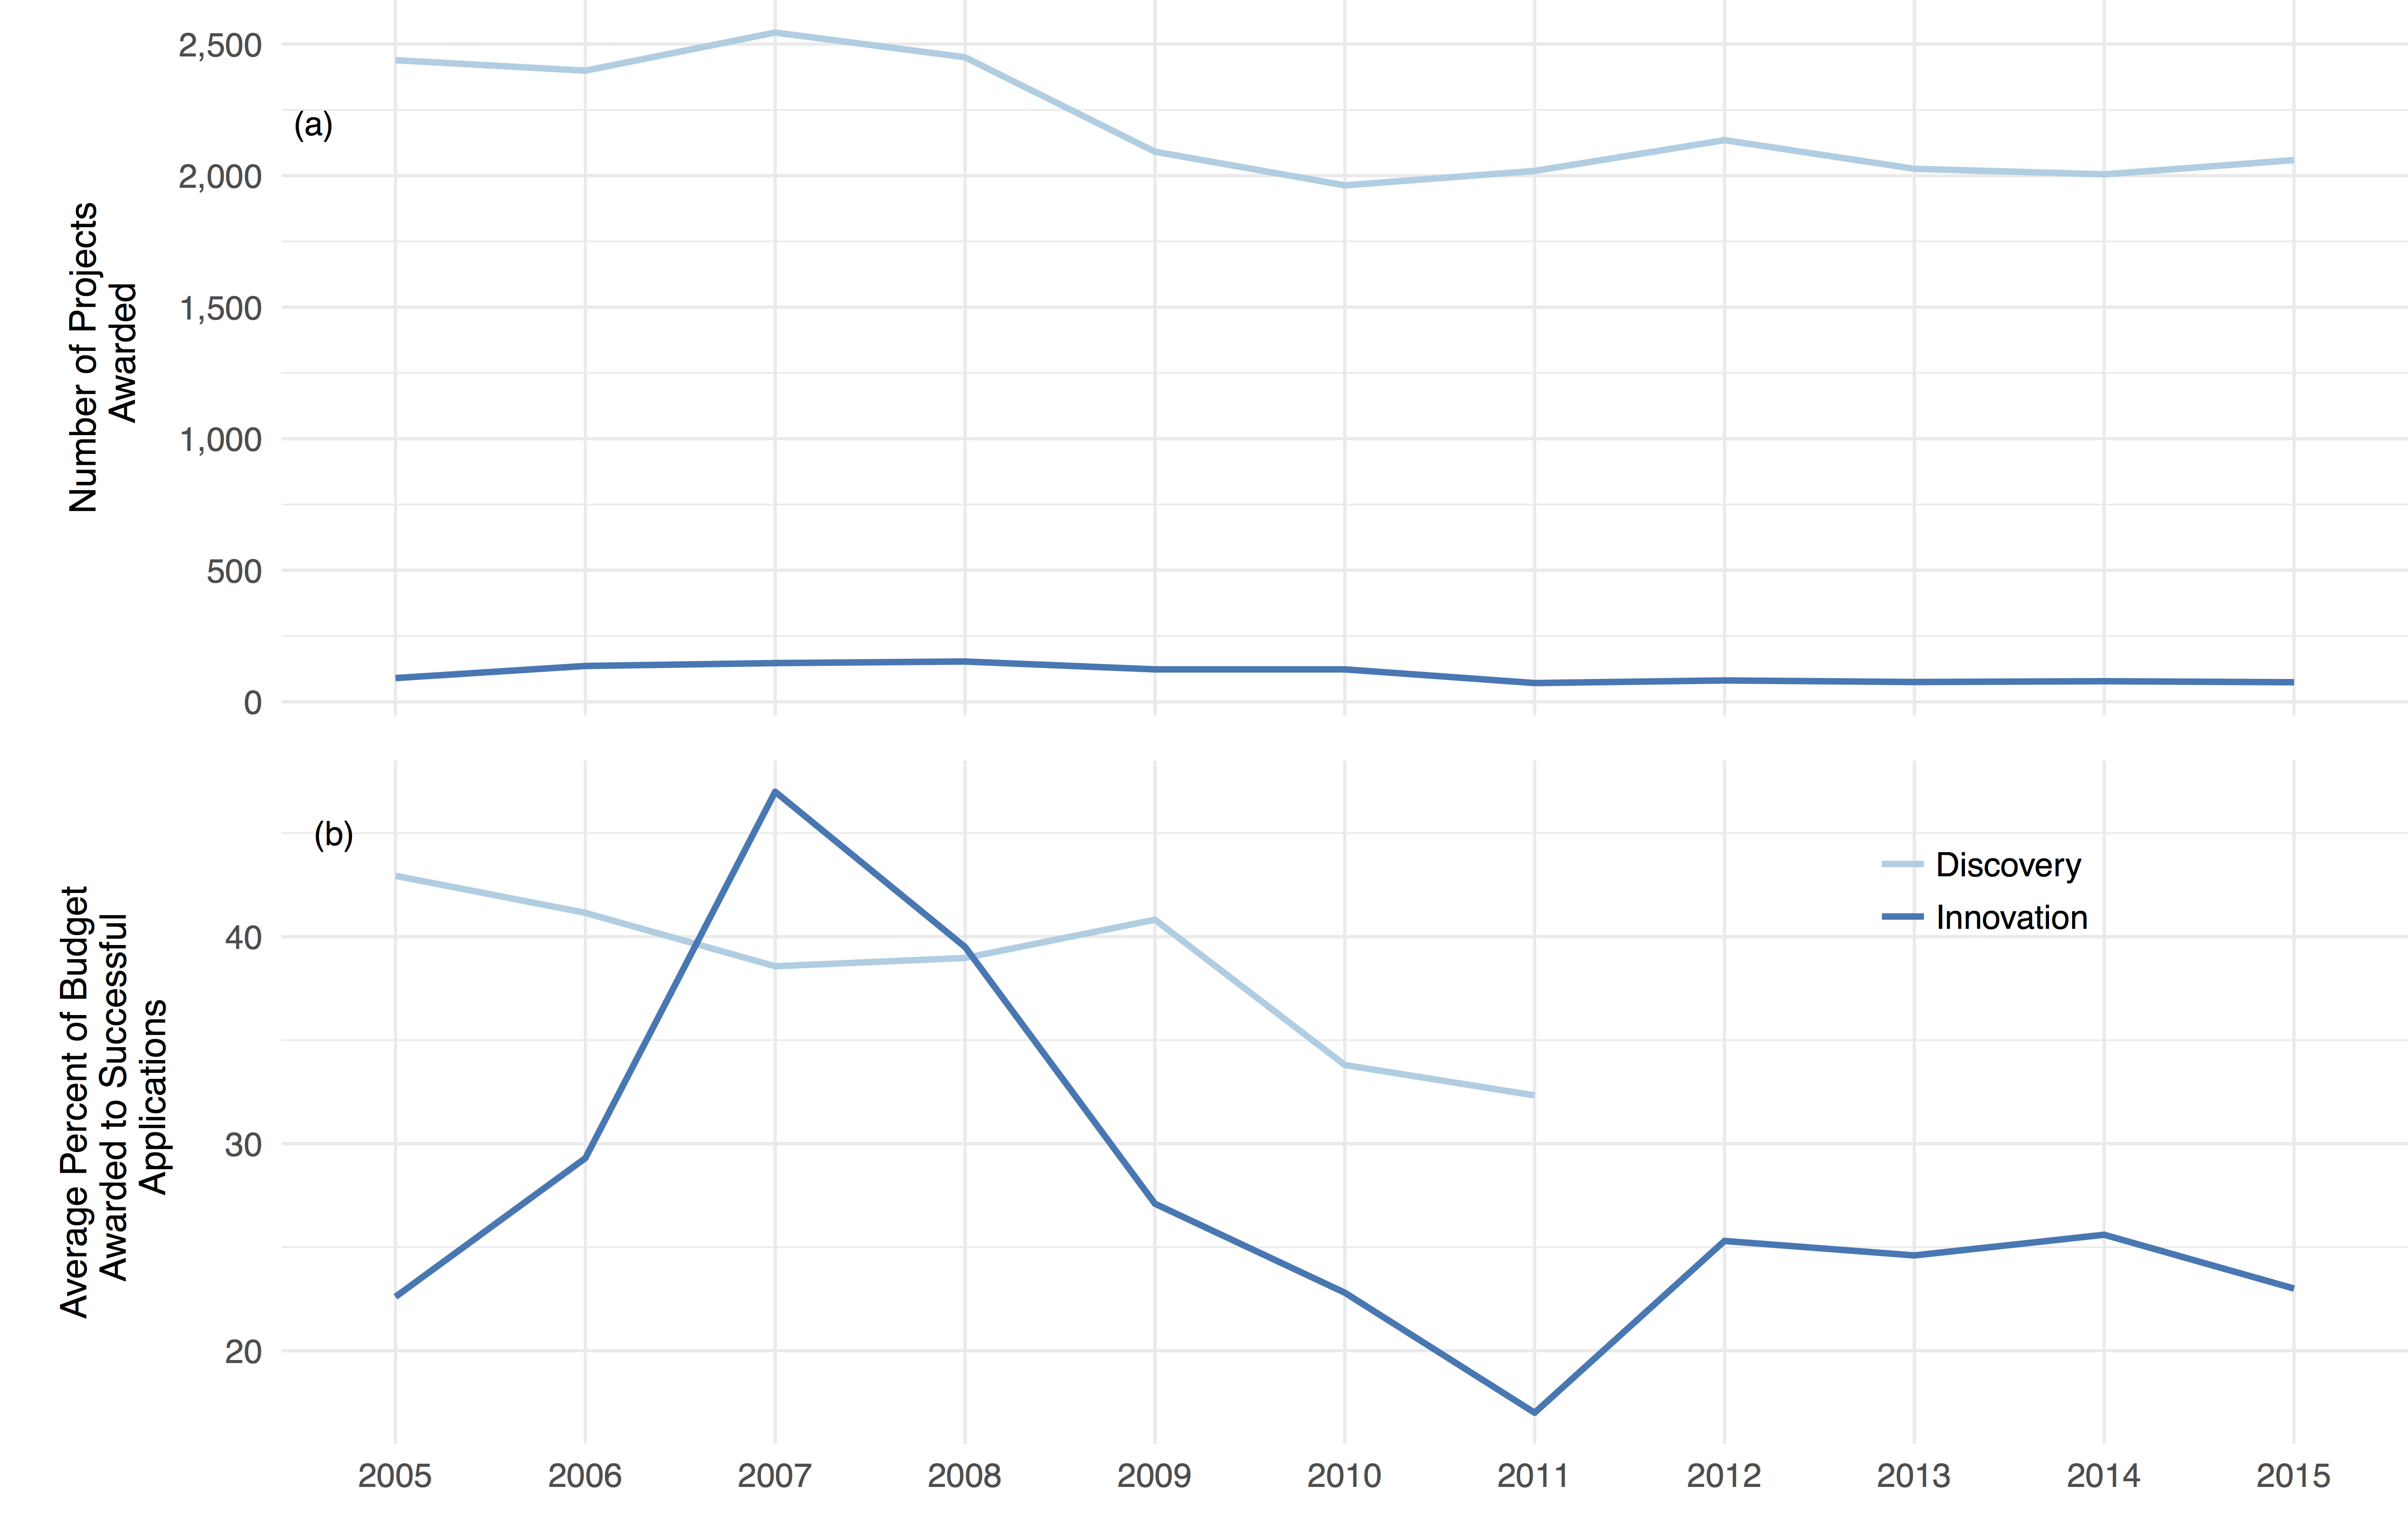 2,500
(a)
2,000
1,500
1,000
500
0
Number of Projects
Awarded
(b)
40
30
20
Average Percent of Budget
Awarded to Successful
Applications
Discovery
Innovation
2005 2006 2007 2008 2009 2010 2011 2012 2013 2014 2015